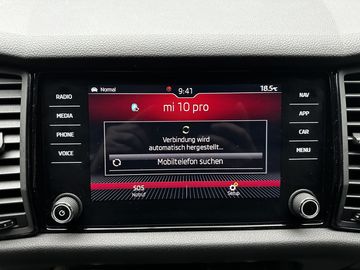 Normal
9:41
18.5°C
RADIO
MEDIA
PHONE
VOICE
mi 10 pro
Verbindung wird
automatisch hergestellt...
Mobiltelefon suchen
SOS
Notruf
Setup
NAV
APP
CAR
MENU